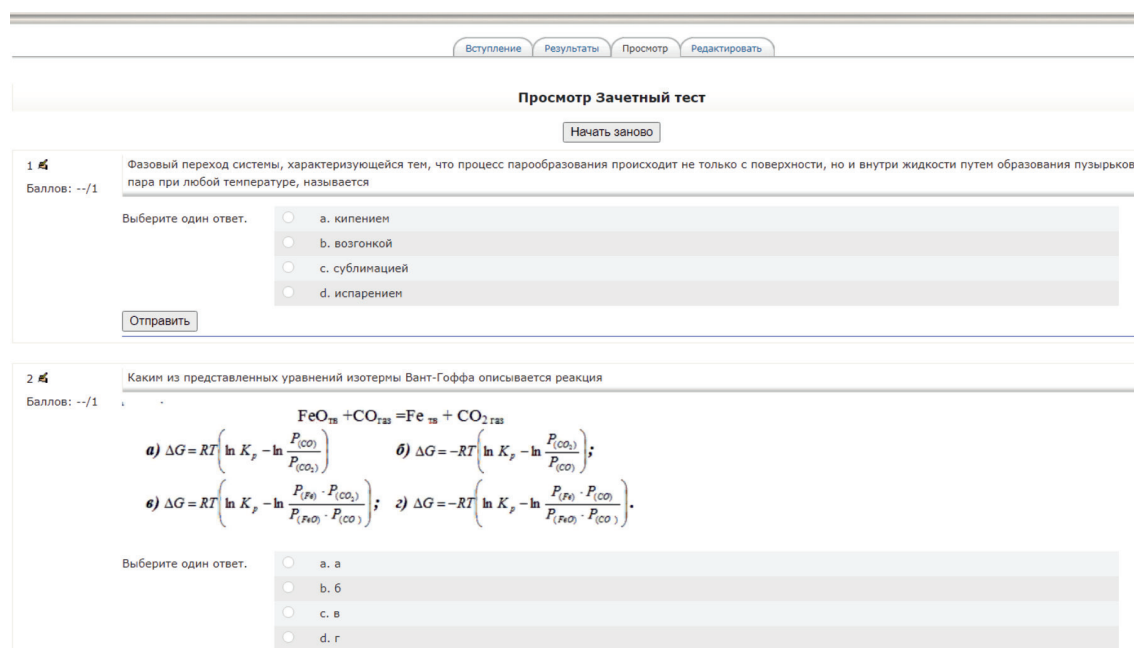 Вступление Результаты Просмотр Редактировать
Просмотр Зачетный тест
Начать заново
1
Баллов: --/1
Фазовый переход системы, характеризующейся тем, что процесс парообразования происходит не только с поверхности, но и внутри жидкости путем образования пузырьков
пара при любой температуре, называется
Выберите один ответ.
a. кипением
b. возгонкой
c. сублимацией
d. испарением
Отправить
2
Баллов: --/1
Каким из представленных уравнений изотермы Вант-Гоффа описывается реакция
FeOтв +COгаз =Fe тв + CO2 газ
а) ΔG = RT(ln Kp − ln P(CO) / P(CO2)) б) ΔG = −RT(ln Kp − ln P(CO2) / P(CO));
в) ΔG = RT(ln Kp − ln P(Fe) · P(CO2) / P(FeO) · P(CO)); г) ΔG = −RT(ln Kp − ln P(Fe) · P(CO) / P(FeO) · P(CO)).
Выберите один ответ.
a. а
b. б
c. в
d. г